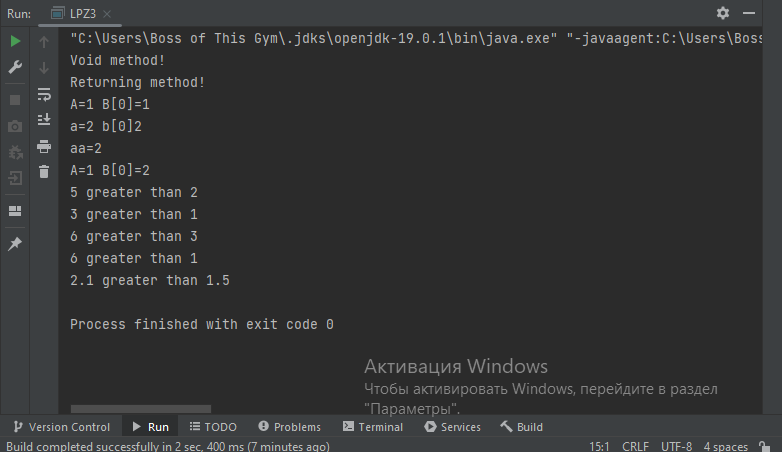 Run: LPZ3
"C:\Users\Boss of This Gym\.jdks\openjdk-19.0.1\bin\java.exe" "-javaagent:C:\Users\Boss
Void method!
Returning method!
A=1 B[0]=1
a=2 b[0]2
aa=2
A=1 B[0]=2
5 greater than 2
3 greater than 1
6 greater than 3
6 greater than 1
2.1 greater than 1.5
Process finished with exit code 0
Активация Windows
Чтобы активировать Windows, перейдите в раздел
"Параметры".
Version Control Run TODO Problems Terminal Services Build
Build completed successfully in 2 sec, 400 ms (7 minutes ago) 15:1 CRLF UTF-8 4 spaces